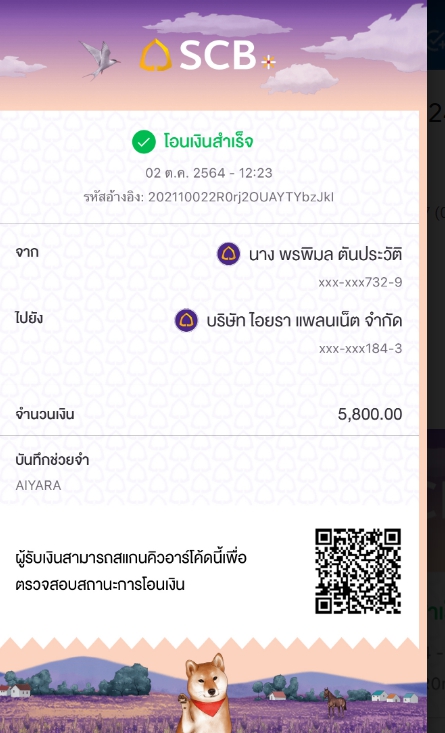 SCB
โอนเงินสำเร็จ
02 ต.ค. 2564 - 12:23
รหัสอ้างอิง: 202110022R0rj2OUAYTYbzJkl
จาก
นาง พรพิมล ตันประวัติ
xxx-xxx732-9
ไปยัง
บริษัท ไอยรา แพลนเน็ต จำกัด
xxx-xxx184-3
จำนวนเงิน
5,800.00
บันทึกช่วยจำ
AIYARA
ผู้รับเงินสามารถสแกนคิวอาร์โค้ดนี้เพื่อ
ตรวจสอบสถานะการโอนเงิน